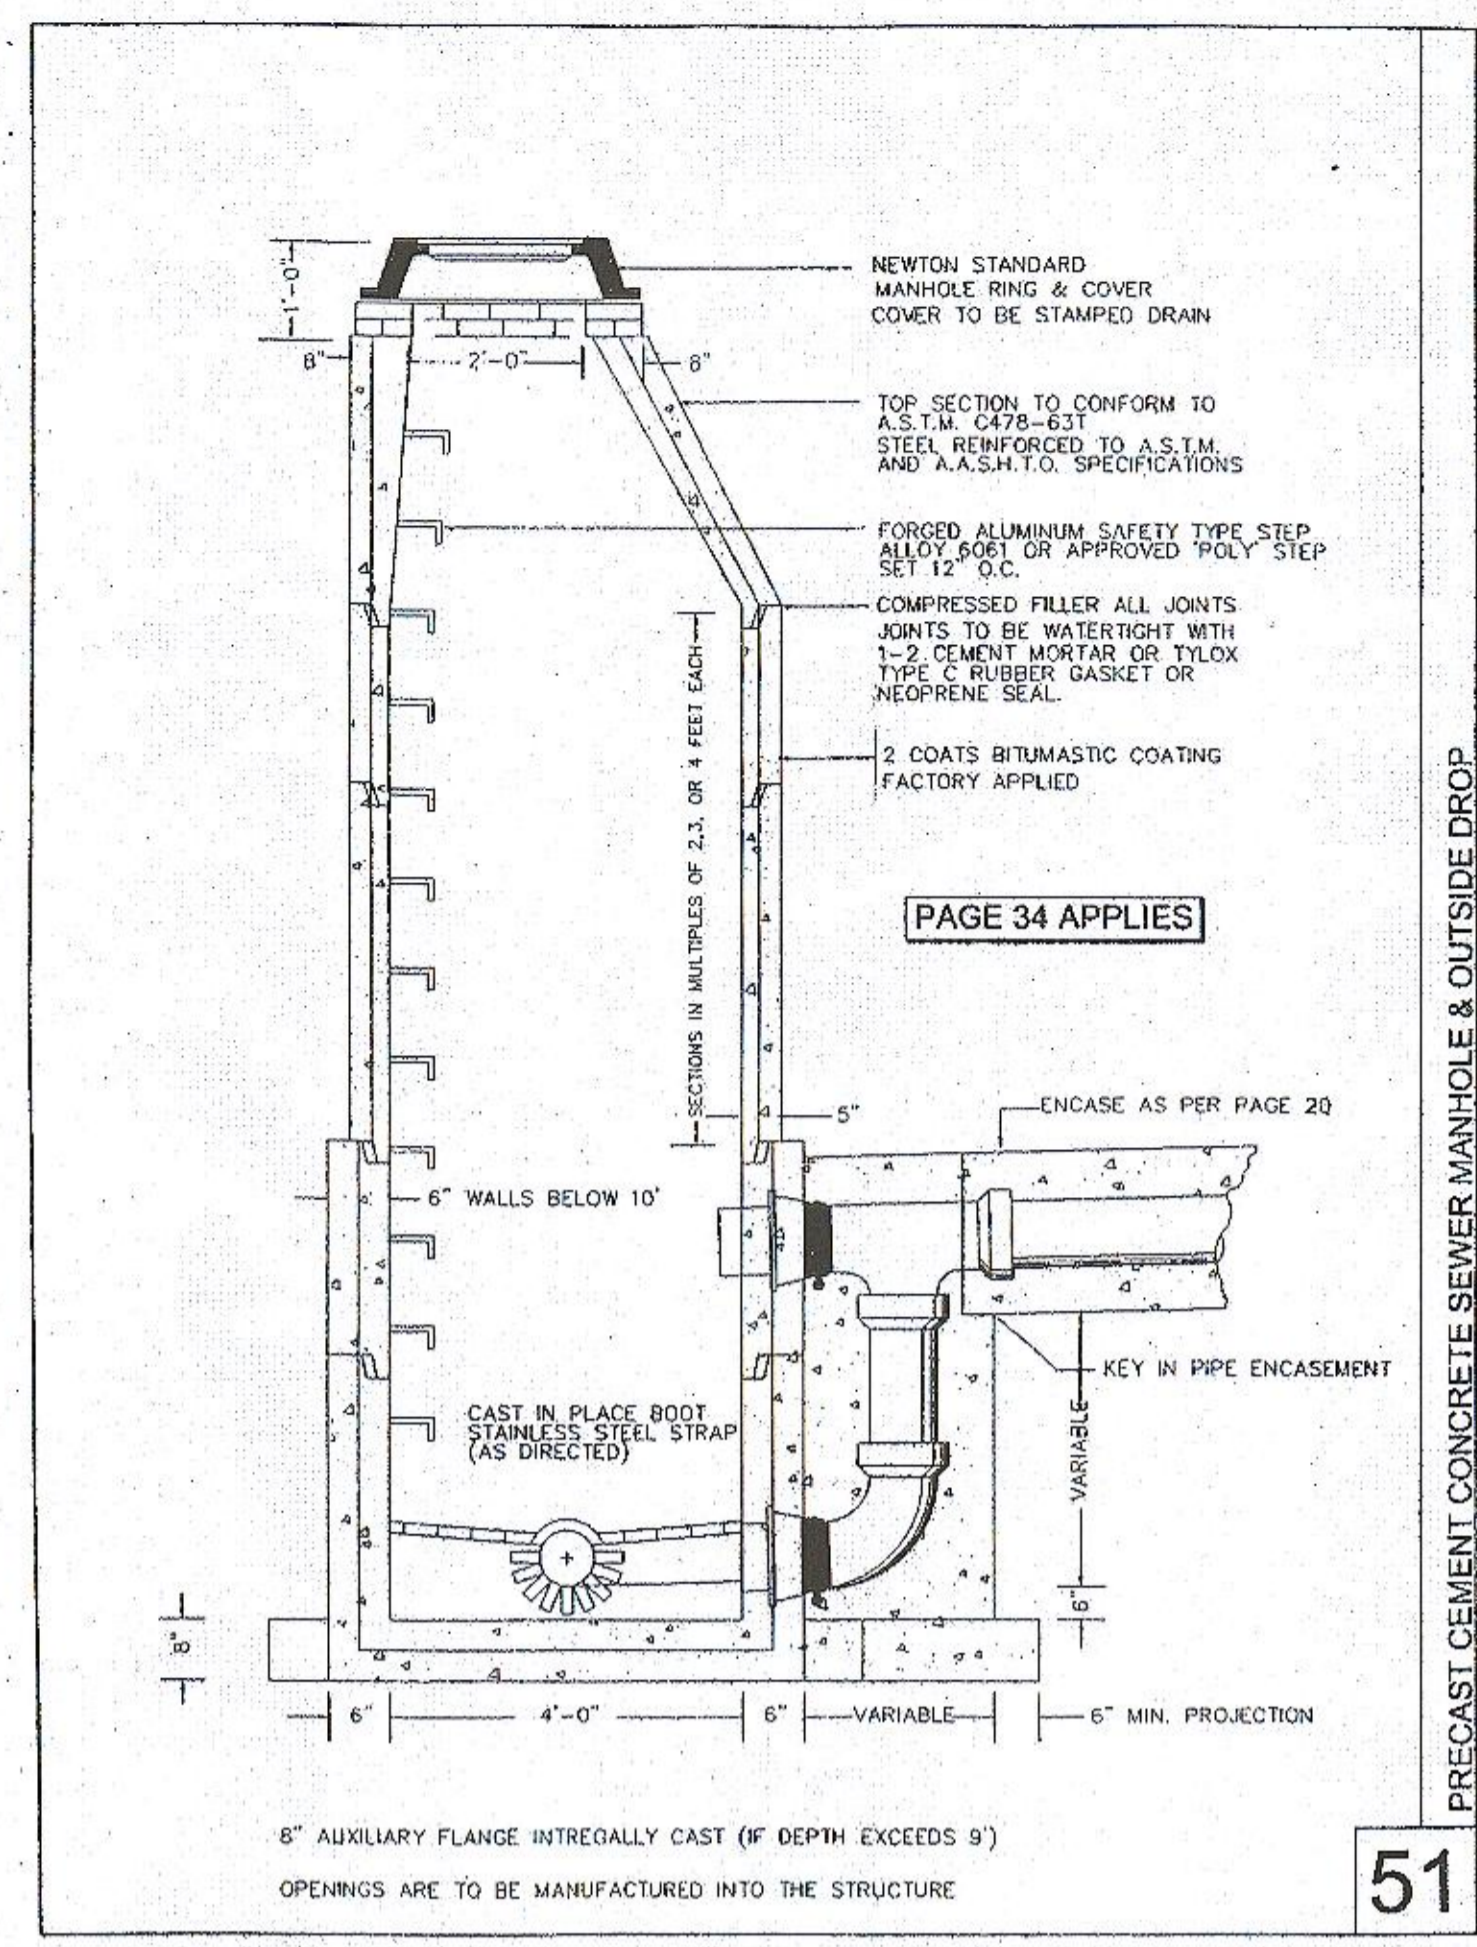 1'-0"
8"
2'-0"
8"
NEWTON STANDARD
MANHOLE RING & COVER
COVER TO BE STAMPED DRAIN
TOP SECTION TO CONFORM TO
A.S.T.M. C478-63T
STEEL REINFORCED TO A.S.T.M.
AND A.A.S.H.T.O. SPECIFICATIONS
FORGED ALUMINUM SAFETY TYPE STEP
ALLOY 6061 OR APPROVED 'POLY' STEP
SET 12" O.C.
COMPRESSED FILLER ALL JOINTS
JOINTS TO BE WATERTIGHT WITH
1-2 CEMENT MORTAR OR TYLOX
TYPE C RUBBER GASKET OR
NEOPRENE SEAL.
SECTIONS IN MULTIPLES OF 2,3, OR 4 FEET EACH
2 COATS BITUMASTIC COATING
FACTORY APPLIED
PAGE 34 APPLIES
5"
ENCASE AS PER PAGE 20
6" WALLS BELOW 10'
KEY IN PIPE ENCASEMENT
CAST IN PLACE BOOT
STAINLESS STEEL STRAP
(AS DIRECTED)
VARIABLE
6"
8"
6"
4'-0"
6"
VARIABLE
6" MIN. PROJECTION
8" AUXILIARY FLANGE INTREGALLY CAST (IF DEPTH EXCEEDS 9')
OPENINGS ARE TO BE MANUFACTURED INTO THE STRUCTURE
PRECAST CEMENT CONCRETE SEWER MANHOLE & OUTSIDE DROP
51